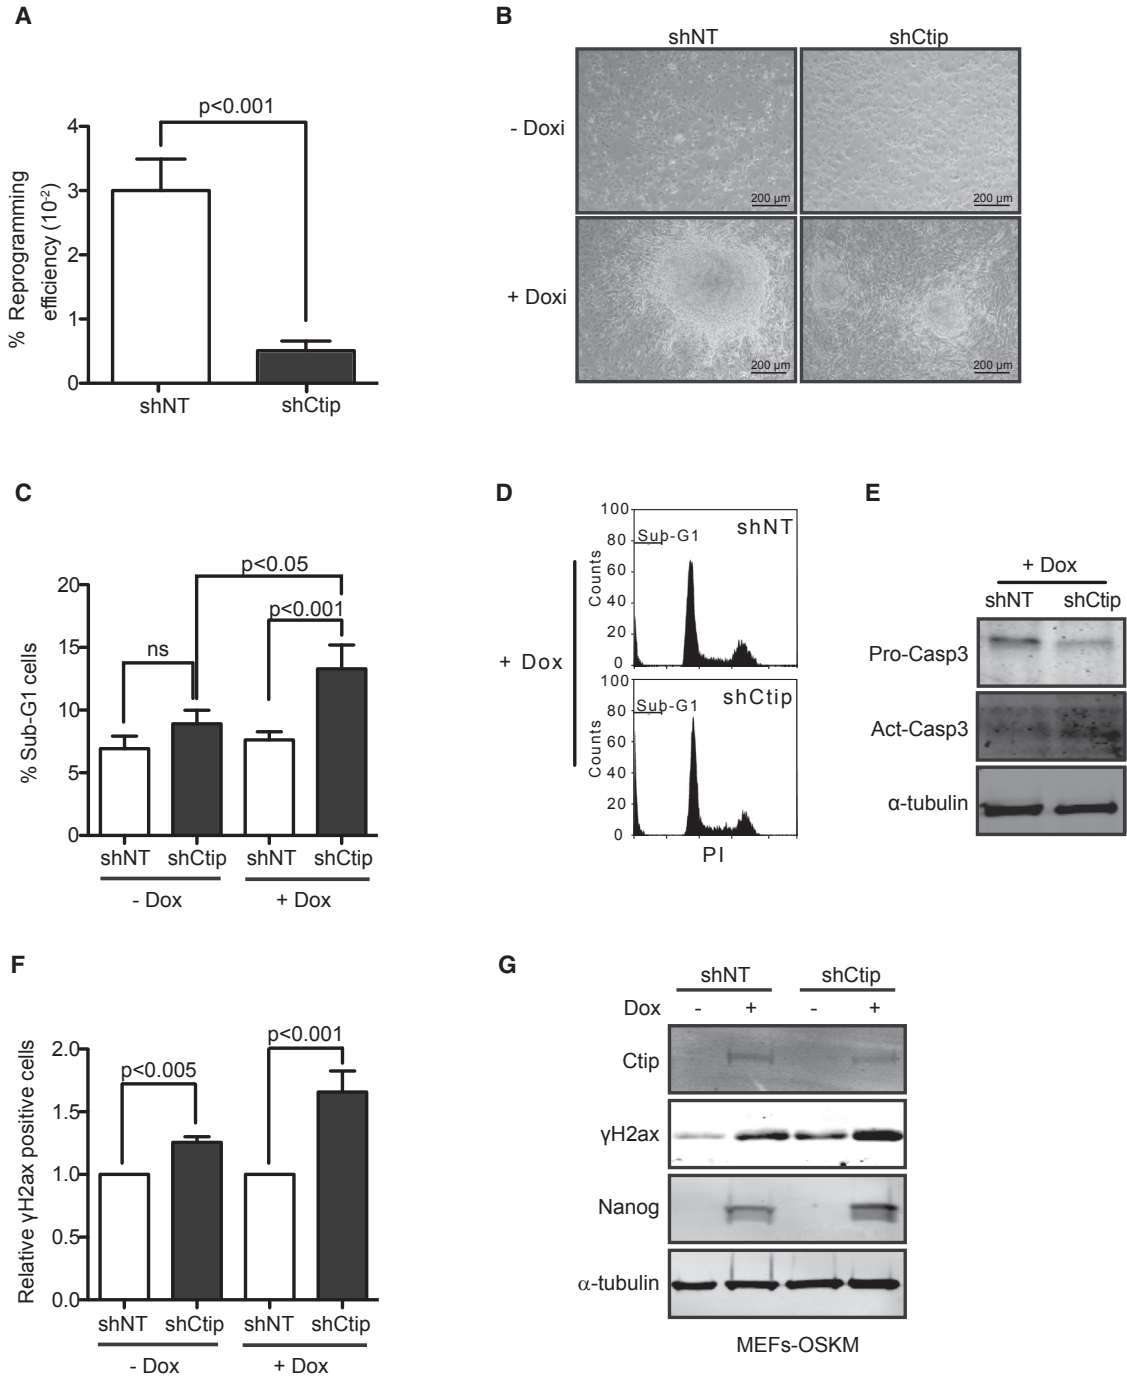 A
p<0.001
4
3
2
1
0
% Reprogramming
efficiency (10-2)
shNT
shCtip
B
shNT
shCtip
- Doxi
200 µm
200 µm
+ Doxi
200 µm
200 µm
C
p<0.05
p<0.001
ns
20
15
10
5
0
% Sub-G1 cells
shNT
shCtip
shNT
shCtip
- Dox
+ Dox
D
100
80
60
40
20
0
Counts
Sub-G1
shNT
+ Dox
100
80
60
40
20
0
Counts
Sub-G1
shCtip
PI
E
+ Dox
shNT
shCtip
Pro-Casp3
Act-Casp3
α-tubulin
F
p<0.001
p<0.005
2.0
1.5
1.0
0.5
0.0
Relative γH2ax positive cells
shNT
shCtip
shNT
shCtip
- Dox
+ Dox
G
shNT
shCtip
Dox - + - +
Ctip
γH2ax
Nanog
α-tubulin
MEFs-OSKM